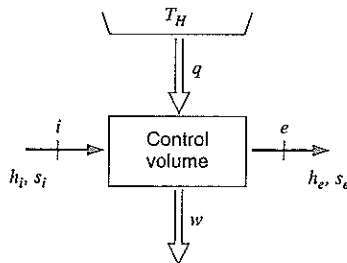 T_H
q
i
Control
volume
e
h_i, s_i
h_e, s_e
w